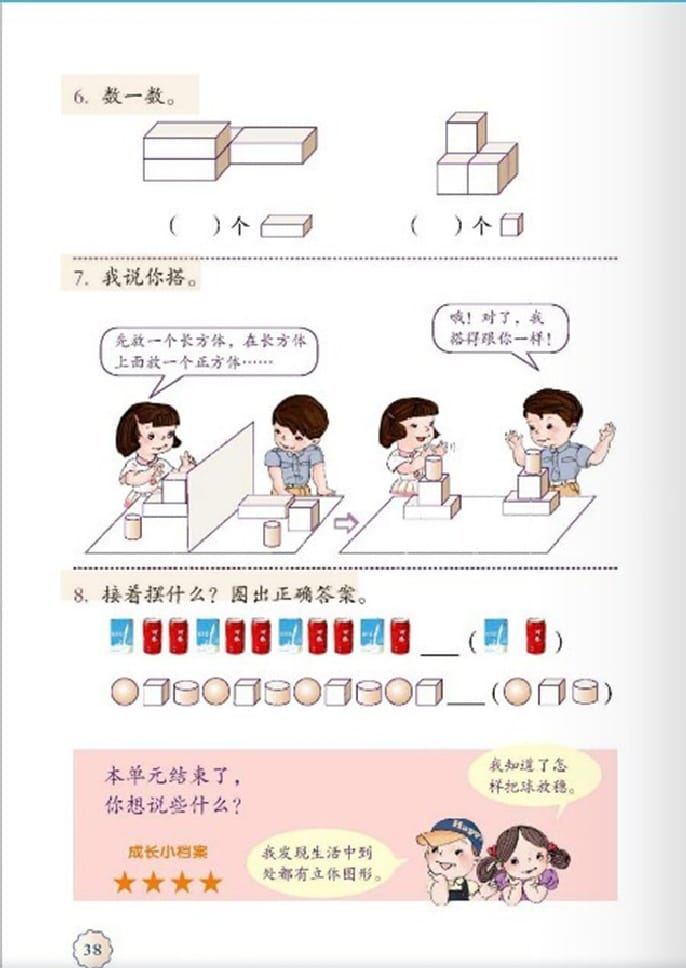 6. 数一数。
(　)个
(　)个
7. 我说你搭。
先放一个长方体，在长方体
上面放一个正方体……
哦！对了，我
搭得跟你一样！
8. 接着摆什么？圈出正确答案。
(　)
(　)
本单元结束了，
你想说些什么？
我知道了怎
样把球放稳。
成长小档案
我发现生活中到
处都有立体图形。
38